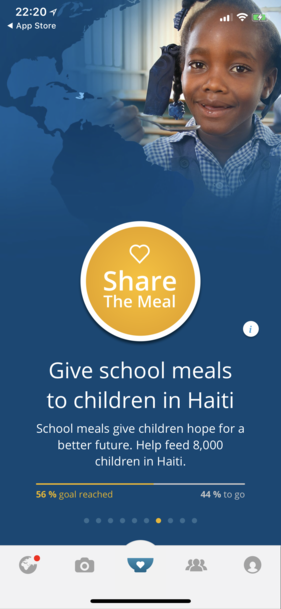 22:20
◀ App Store
Share
The Meal
i
Give school meals
to children in Haiti
School meals give children hope for a
better future. Help feed 8,000
children in Haiti.
56 % goal reached 44 % to go